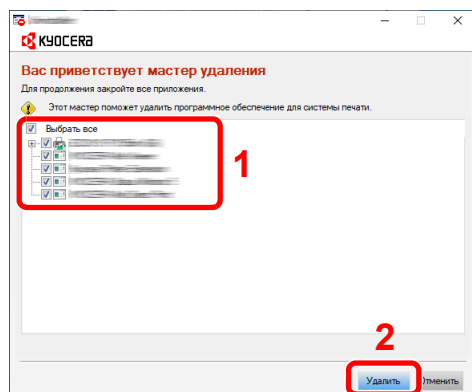 KYOCERA
Вас приветствует мастер удаления
Для продолжения закройте все приложения.
Этот мастер поможет удалить программное обеспечение для системы печати.
Выбрать все
1
2
Удалить
Отменить